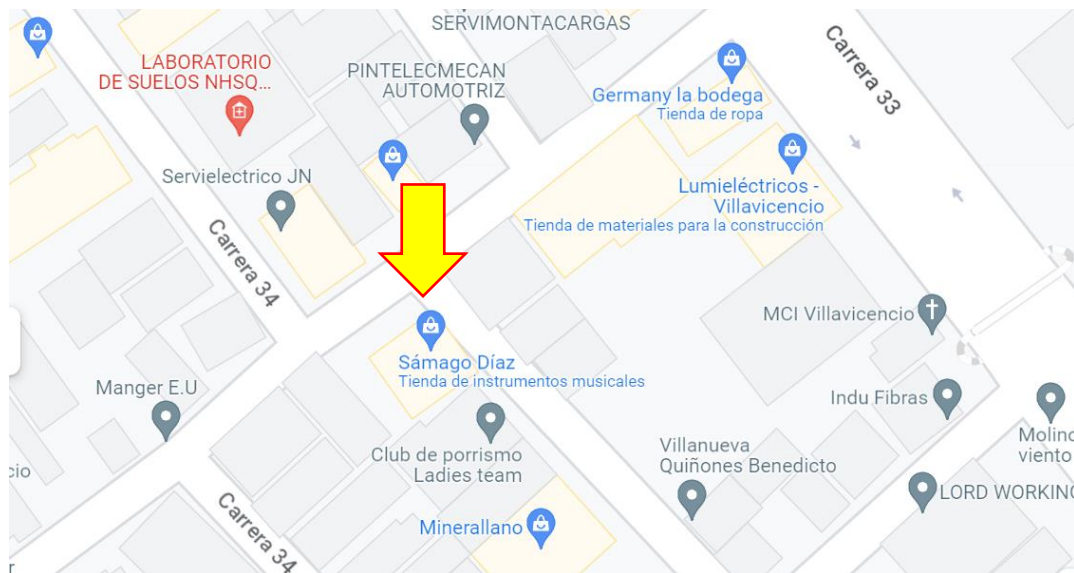 SERVIMONTACARGAS
Carrera 33
LABORATORIO
DE SUELOS NHSQ...
PINTELECMECAN
AUTOMOTRIZ
Germany la bodega
Tienda de ropa
Servielectrico JN
Lumieléctricos -
Villavicencio
Tienda de materiales para la construcción
Carrera 34
MCI Villavicencio
Sámago Díaz
Tienda de instrumentos musicales
Manger E.U
Indu Fibras
Club de porrismo
Ladies team
Villanueva
Quiñones Benedicto
Molino
viento
cio
LORD WORKING
Minerallano
Carrera 34
r